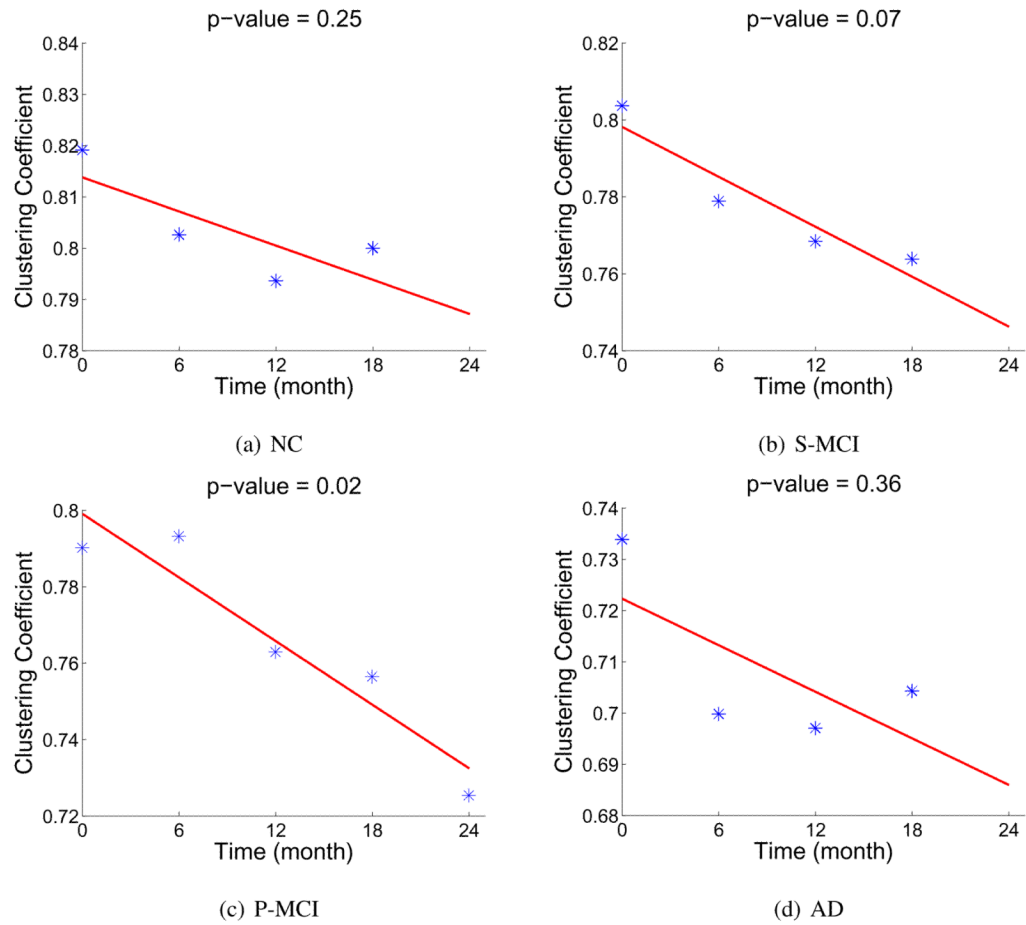 p-value = 0.25
Clustering Coefficient
0.84
0.83
0.82
0.81
0.8
0.79
0.78
0 6 12 18 24
Time (month)
(a) NC
p-value = 0.07
Clustering Coefficient
0.82
0.8
0.78
0.76
0.74
0 6 12 18 24
Time (month)
(b) S-MCI
p-value = 0.02
Clustering Coefficient
0.8
0.78
0.76
0.74
0.72
0 6 12 18 24
Time (month)
(c) P-MCI
p-value = 0.36
Clustering Coefficient
0.74
0.73
0.72
0.71
0.7
0.69
0.68
0 6 12 18 24
Time (month)
(d) AD